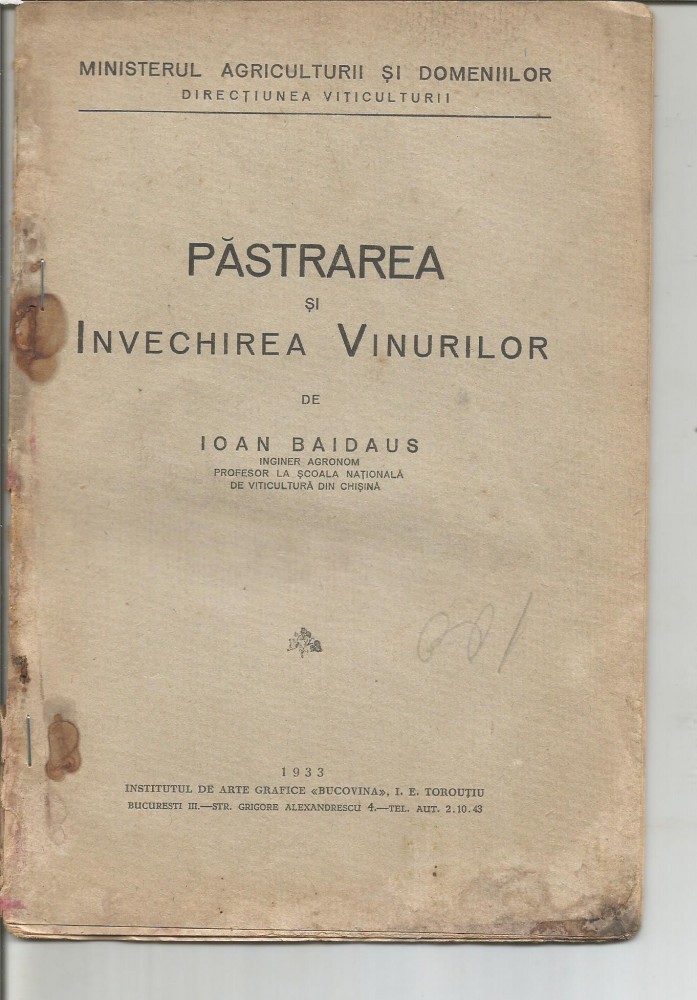 MINISTERUL AGRICULTURII ȘI DOMENIILOR
DIRECȚIUNEA VITICULTURII
PĂSTRAREA
ȘI
INVECHIREA VINURILOR
DE
IOAN BAIDAUS
INGINER AGRONOM
PROFESOR LA ȘCOALA NAȚIONALĂ
DE VITICULTURĂ DIN CHIȘINĂ
1933
INSTITUTUL DE ARTE GRAFICE «BUCOVINA», I. E. TOROUȚIU
BUCUREȘTI III.—STR. GRIGORE ALEXANDRESCU 4.—TEL. AUT. 2.10.43